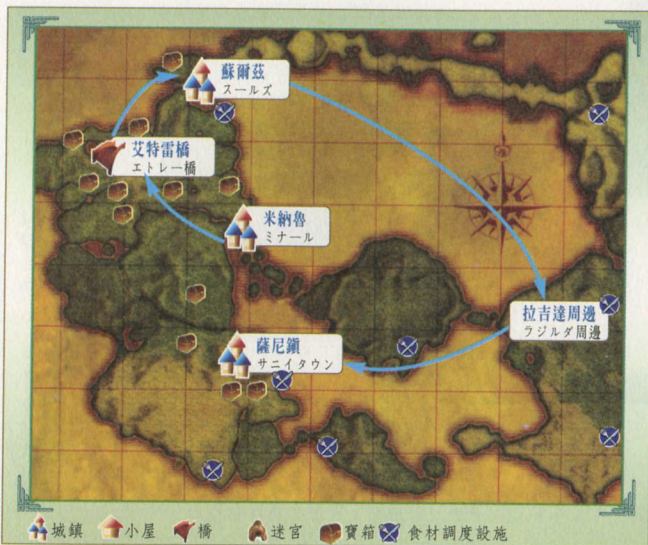 蘇爾茲
スールズ
艾特雷橋
エトレー橋
米納魯
ミナール
拉吉達周邊
ラジルダ周邊
薩尼鎮
サニイタウン
城鎮 小屋 橋 迷宮 寶箱 食材調度設施